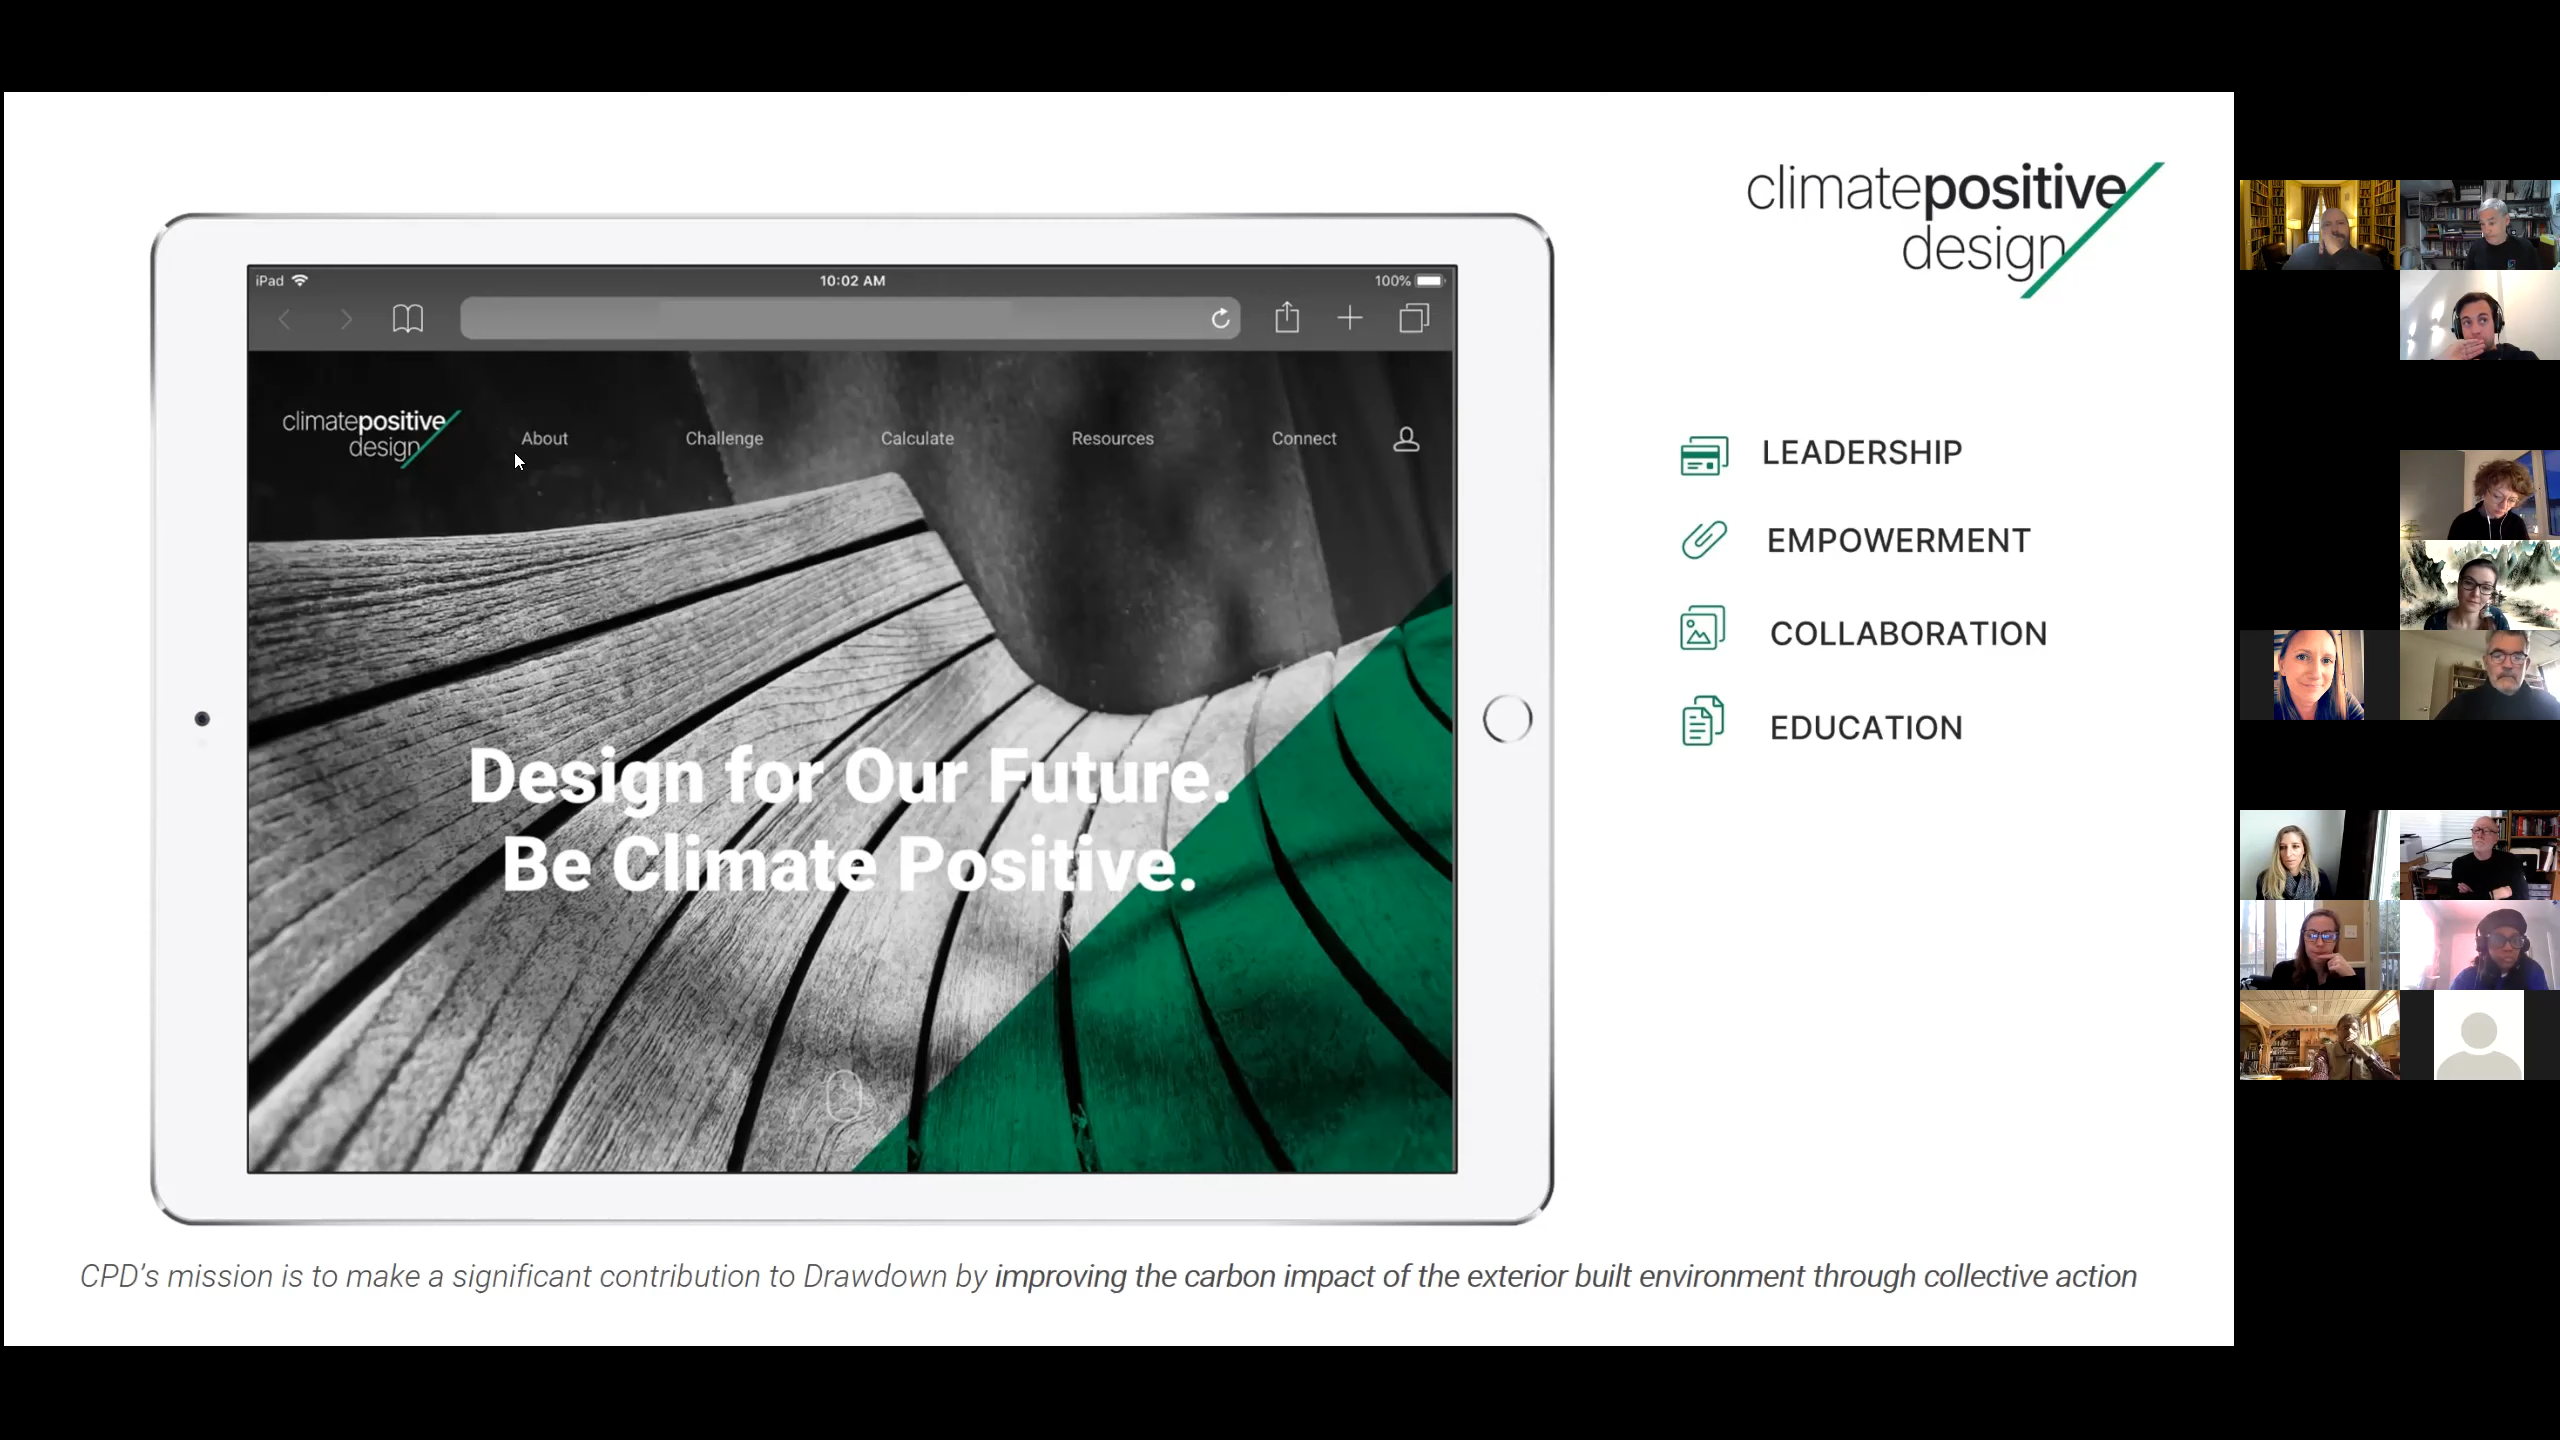 climatepositive
design
iPad
10:02 AM
100%
climatepositive
design
About
Challenge
Calculate
Resources
Connect
Design for Our Future.
Be Climate Positive.
LEADERSHIP
EMPOWERMENT
COLLABORATION
EDUCATION
CPD's mission is to make a significant contribution to Drawdown by improving the carbon impact of the exterior built environment through collective action